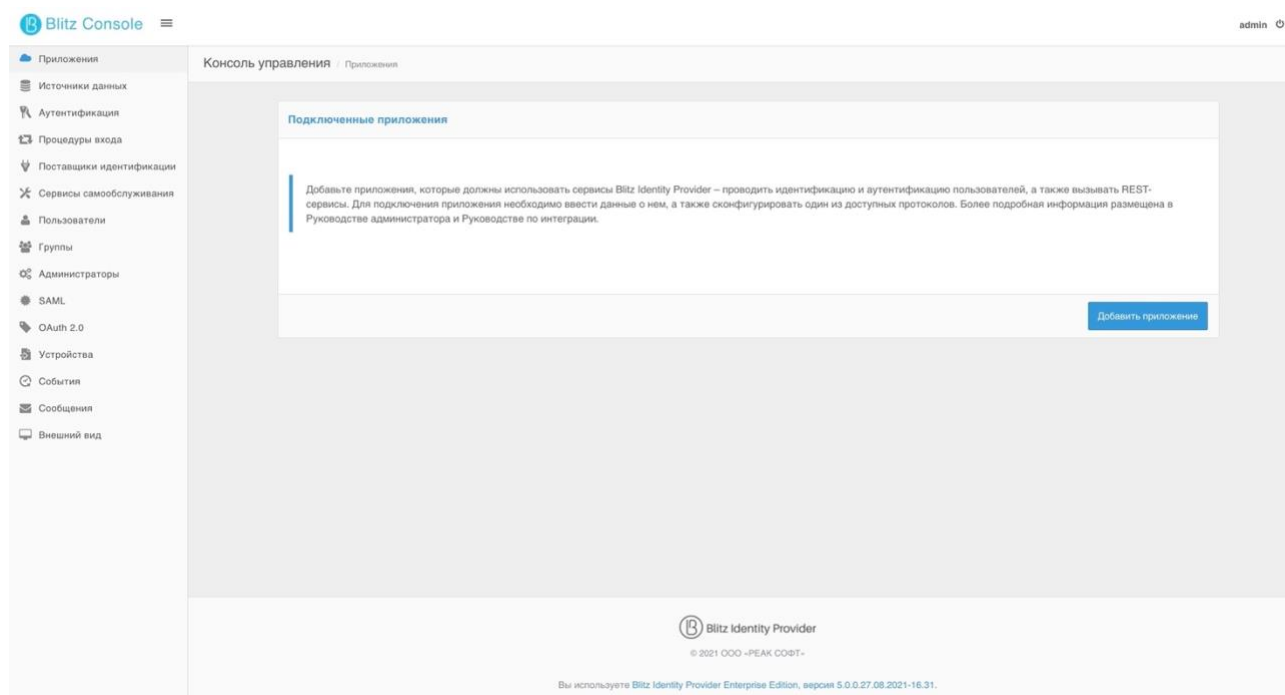 Blitz Console
admin
Приложения
Источники данных
Аутентификация
Процедуры входа
Поставщики идентификации
Сервисы самообслуживания
Пользователи
Группы
Администраторы
SAML
OAuth 2.0
Устройства
События
Сообщения
Внешний вид
Консоль управления / Приложения
Подключенные приложения
Добавьте приложения, которые должны использовать сервисы Blitz Identity Provider – проводить идентификацию и аутентификацию пользователей, а также вызывать REST-
сервисы. Для подключения приложения необходимо ввести данные о нем, а также сконфигурировать один из доступных протоколов. Более подробная информация размещена в
Руководстве администратора и Руководстве по интеграции.
Добавить приложение
Blitz Identity Provider
© 2021 ООО «РЕАК СОФТ»
Вы используете Blitz Identity Provider Enterprise Edition, версия 5.0.0.27.08.2021-16.31.